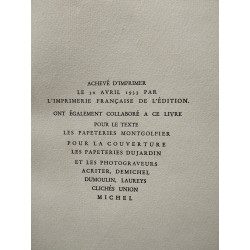 ACHEVÉ D'IMPRIMER
LE 30 AVRIL 1933 PAR
L'IMPRIMERIE FRANÇAISE DE L'ÉDITION.
ONT ÉGALEMENT COLLABORÉ A CE LIVRE
POUR LE TEXTE
LES PAPETERIES MONTGOLFIER
POUR LA COUVERTURE
LES PAPETERIES DUJARDIN
ET LES PHOTOGRAVEURS
ACRITER, DEMICHEL
DUMOULIN, LAUREYS
CLICHÉS UNION
MICHEL